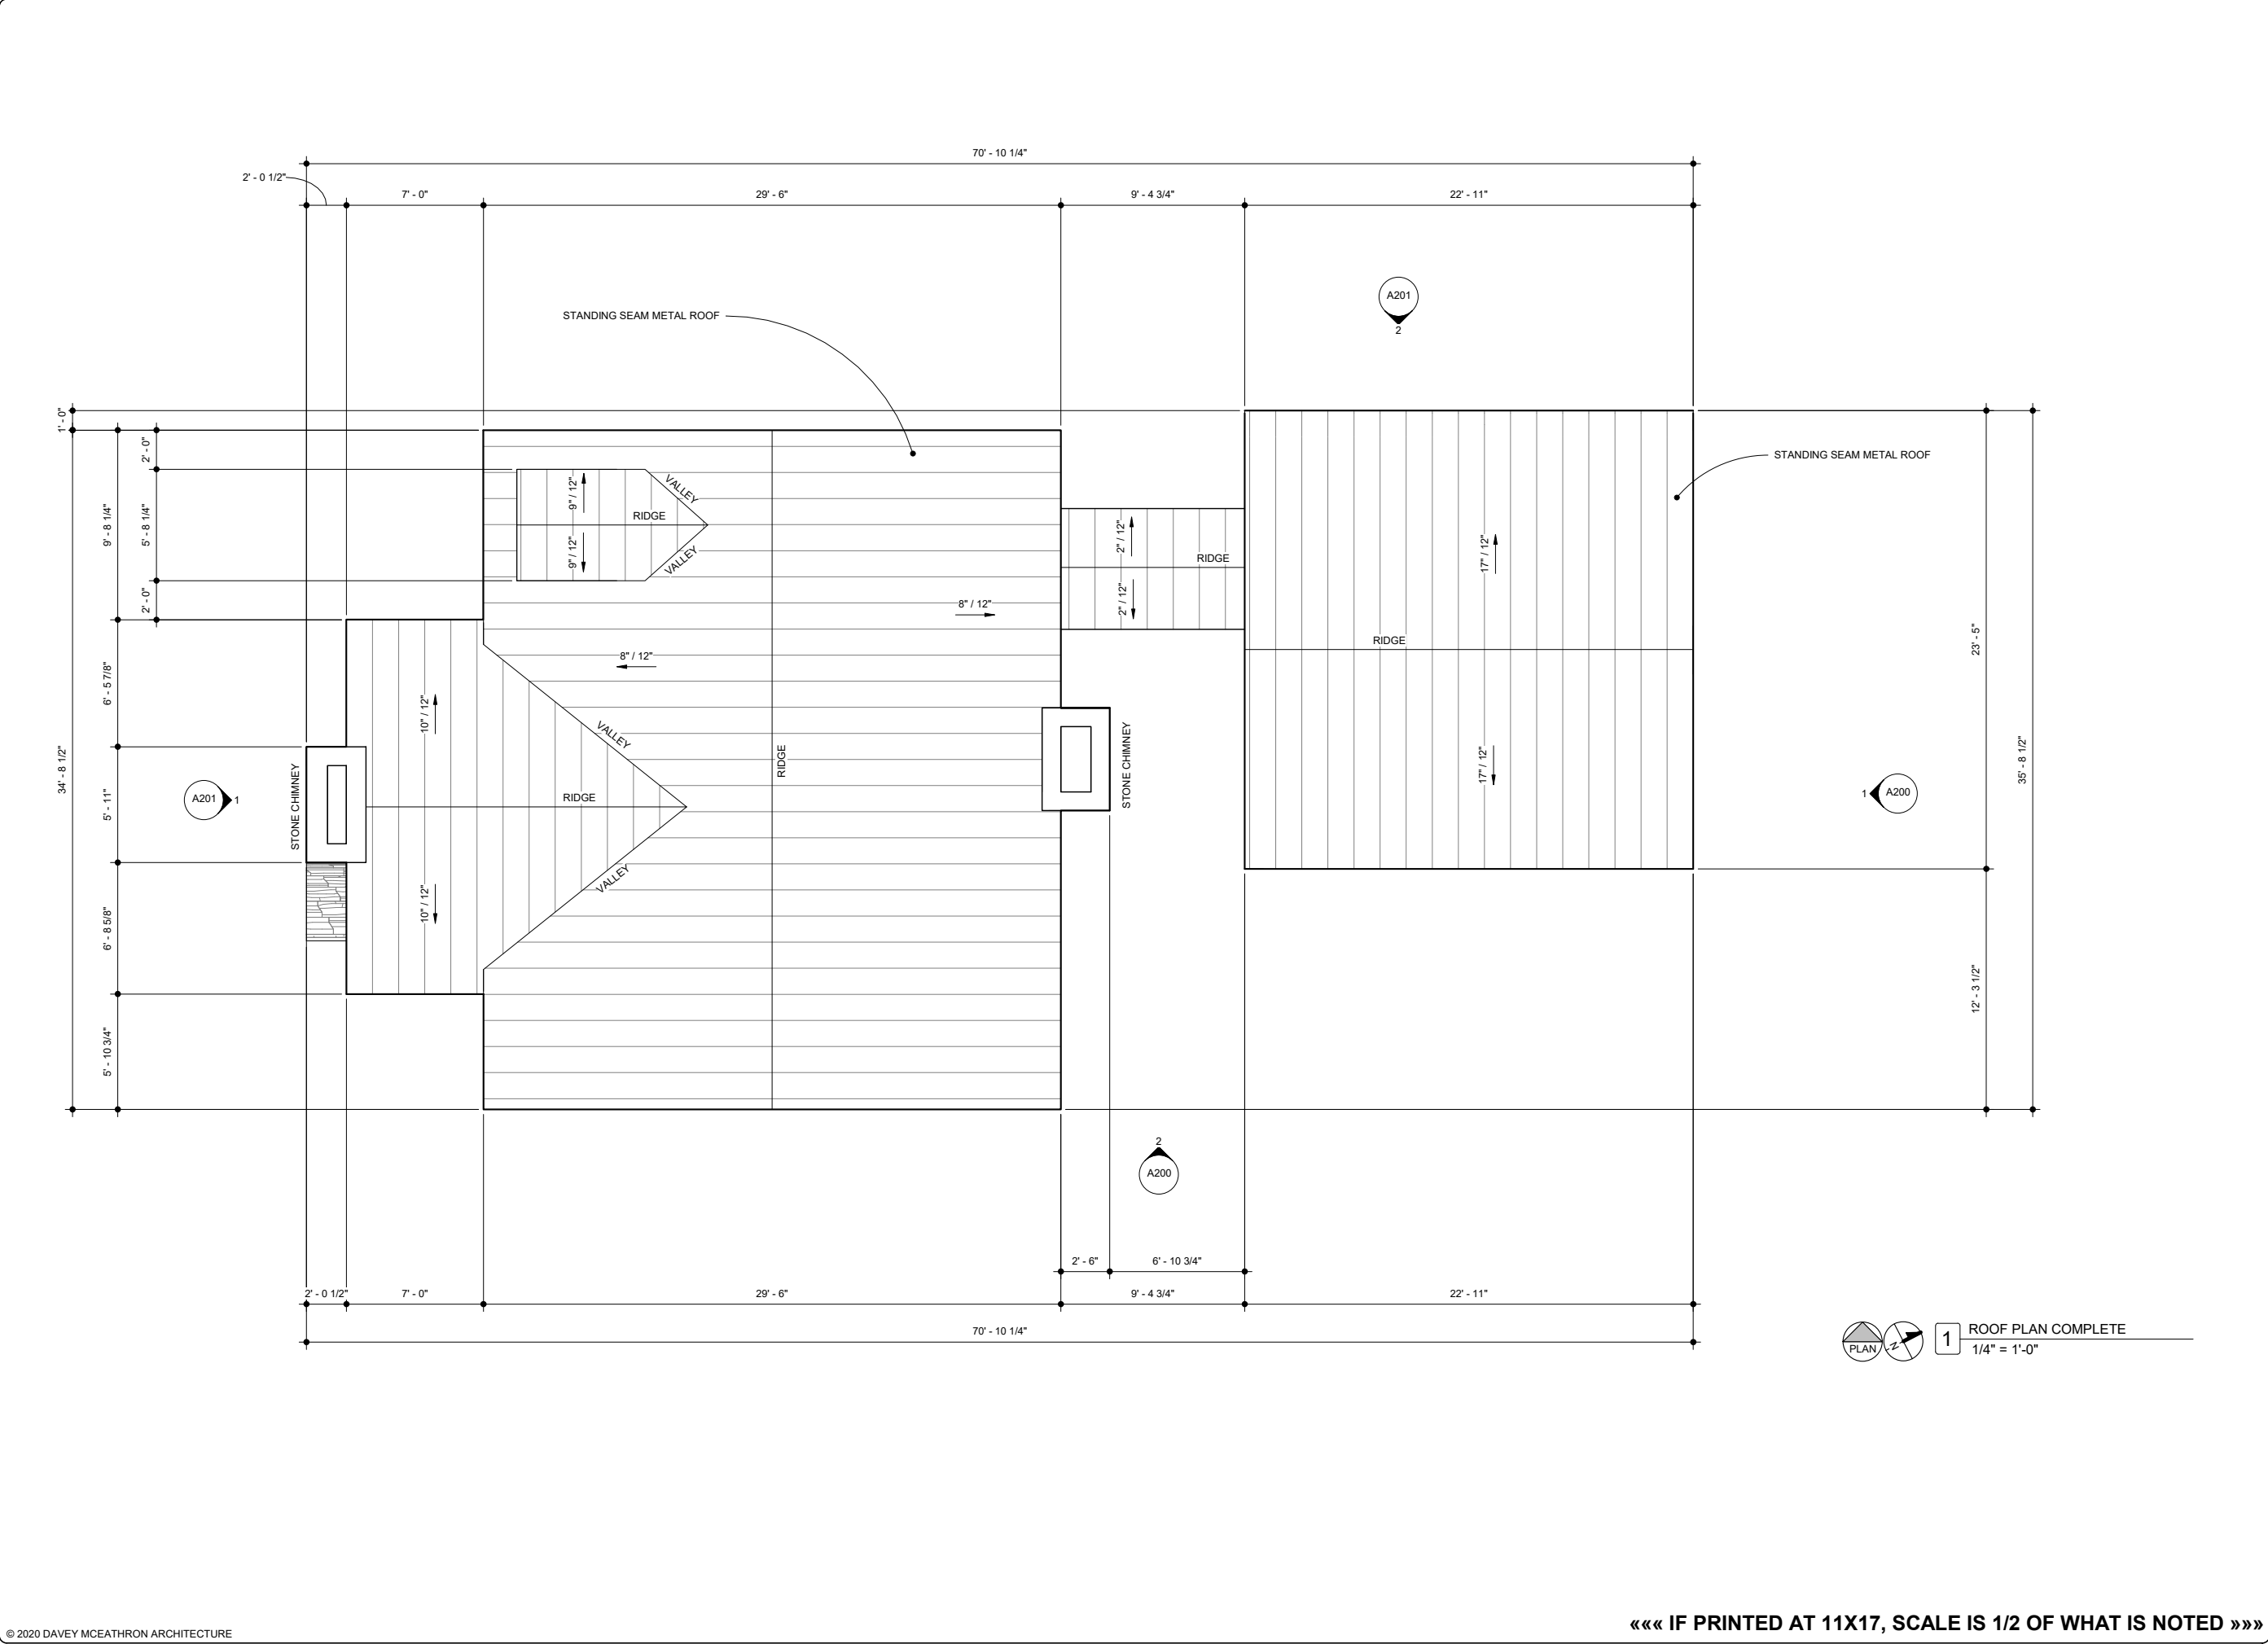 70' - 10 1/4"
2' - 0 1/2"
7' - 0"
29' - 6"
9' - 4 3/4"
22' - 11"
A201
2
STANDING SEAM METAL ROOF
1' - 0"
2' - 0"
9' - 8 1/4"
5' - 8 1/4"
2' - 0"
STANDING SEAM METAL ROOF
9" / 12"
VALLEY
RIDGE
9" / 12"
VALLEY
2" / 12"
RIDGE
2" / 12"
8" / 12"
8" / 12"
17" / 12"
RIDGE
17" / 12"
23' - 5"
6' - 5 7/8"
10" / 12"
VALLEY
RIDGE
34' - 8 1/2"
35' - 8 1/2"
STONE CHIMNEY
STONE CHIMNEY
A201
1
5' - 11"
RIDGE
1
A200
VALLEY
10" / 12"
6' - 8 5/8"
12' - 3 1/2"
5' - 10 3/4"
2
A200
2' - 6"
6' - 10 3/4"
2' - 0 1/2"
7' - 0"
29' - 6"
9' - 4 3/4"
22' - 11"
70' - 10 1/4"
PLAN
N
1
ROOF PLAN COMPLETE
1/4" = 1'-0"
««« IF PRINTED AT 11X17, SCALE IS 1/2 OF WHAT IS NOTED »»»
© 2020 DAVEY MCEATHRON ARCHITECTURE